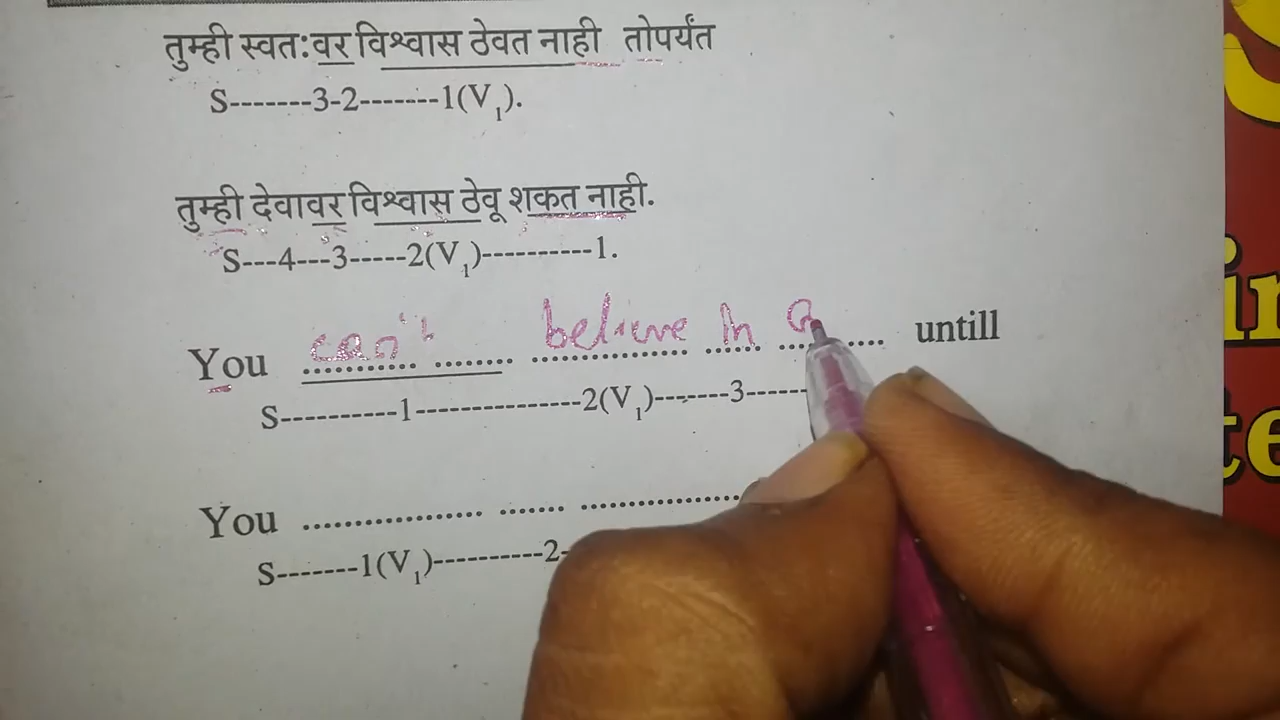 तुम्ही स्वत:वर विश्वास ठेवत नाही तोपर्यंत
S-------3-2-------1(V1).
तुम्ही देवावर विश्वास ठेवू शकत नाही.
S---4---3-----2(V1)----------1.
You can't believe in G untill
S----------1---------------2(V1)-------3------
You
S-------1(V1)----------2-